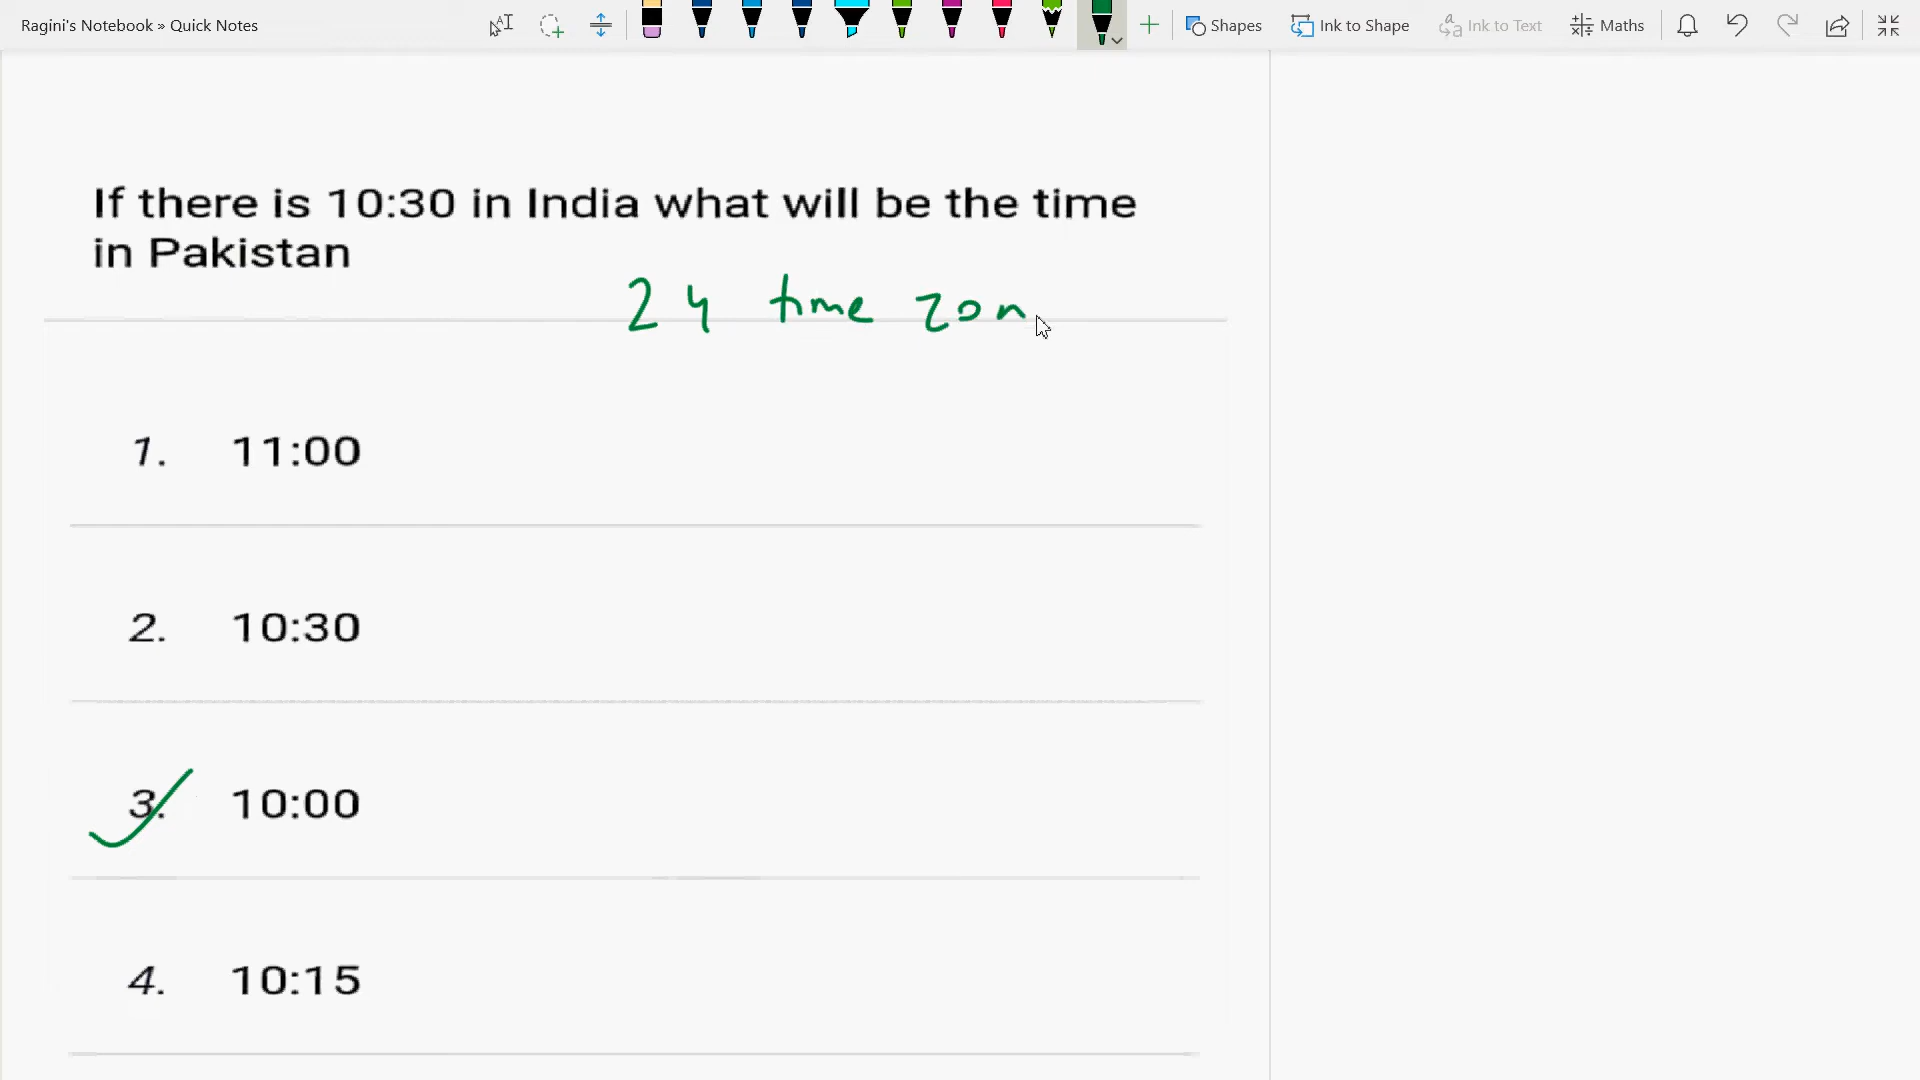 Ragini's Notebook » Quick Notes
Shapes
Ink to Shape
Ink to Text
Maths
If there is 10:30 in India what will be the time
in Pakistan
24 time zon
1. 11:00
2. 10:30
3. 10:00
4. 10:15